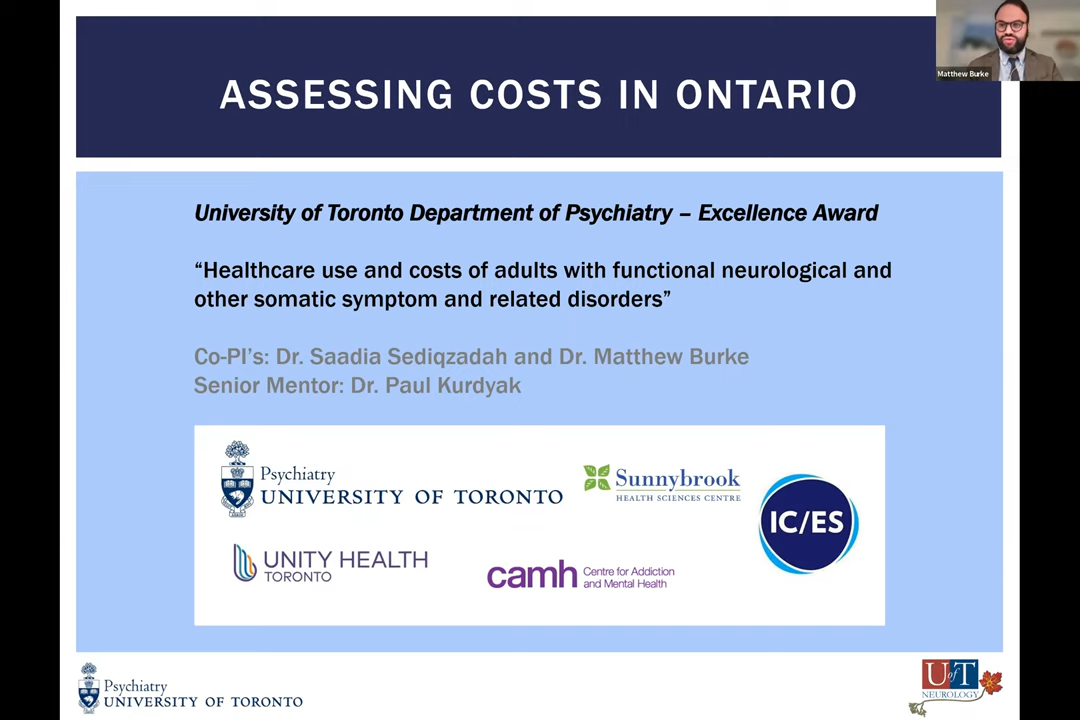 Matthew Burke
ASSESSING COSTS IN ONTARIO
University of Toronto Department of Psychiatry – Excellence Award
“Healthcare use and costs of adults with functional neurological and
other somatic symptom and related disorders”
Co-PI’s: Dr. Saadia Sediqzadah and Dr. Matthew Burke
Senior Mentor: Dr. Paul Kurdyak
Psychiatry
UNIVERSITY OF TORONTO
Sunnybrook
HEALTH SCIENCES CENTRE
IC/ES
UNITY HEALTH
TORONTO
camh Centre for Addiction
and Mental Health
Psychiatry
UNIVERSITY OF TORONTO
U of T
NEUROLOGY